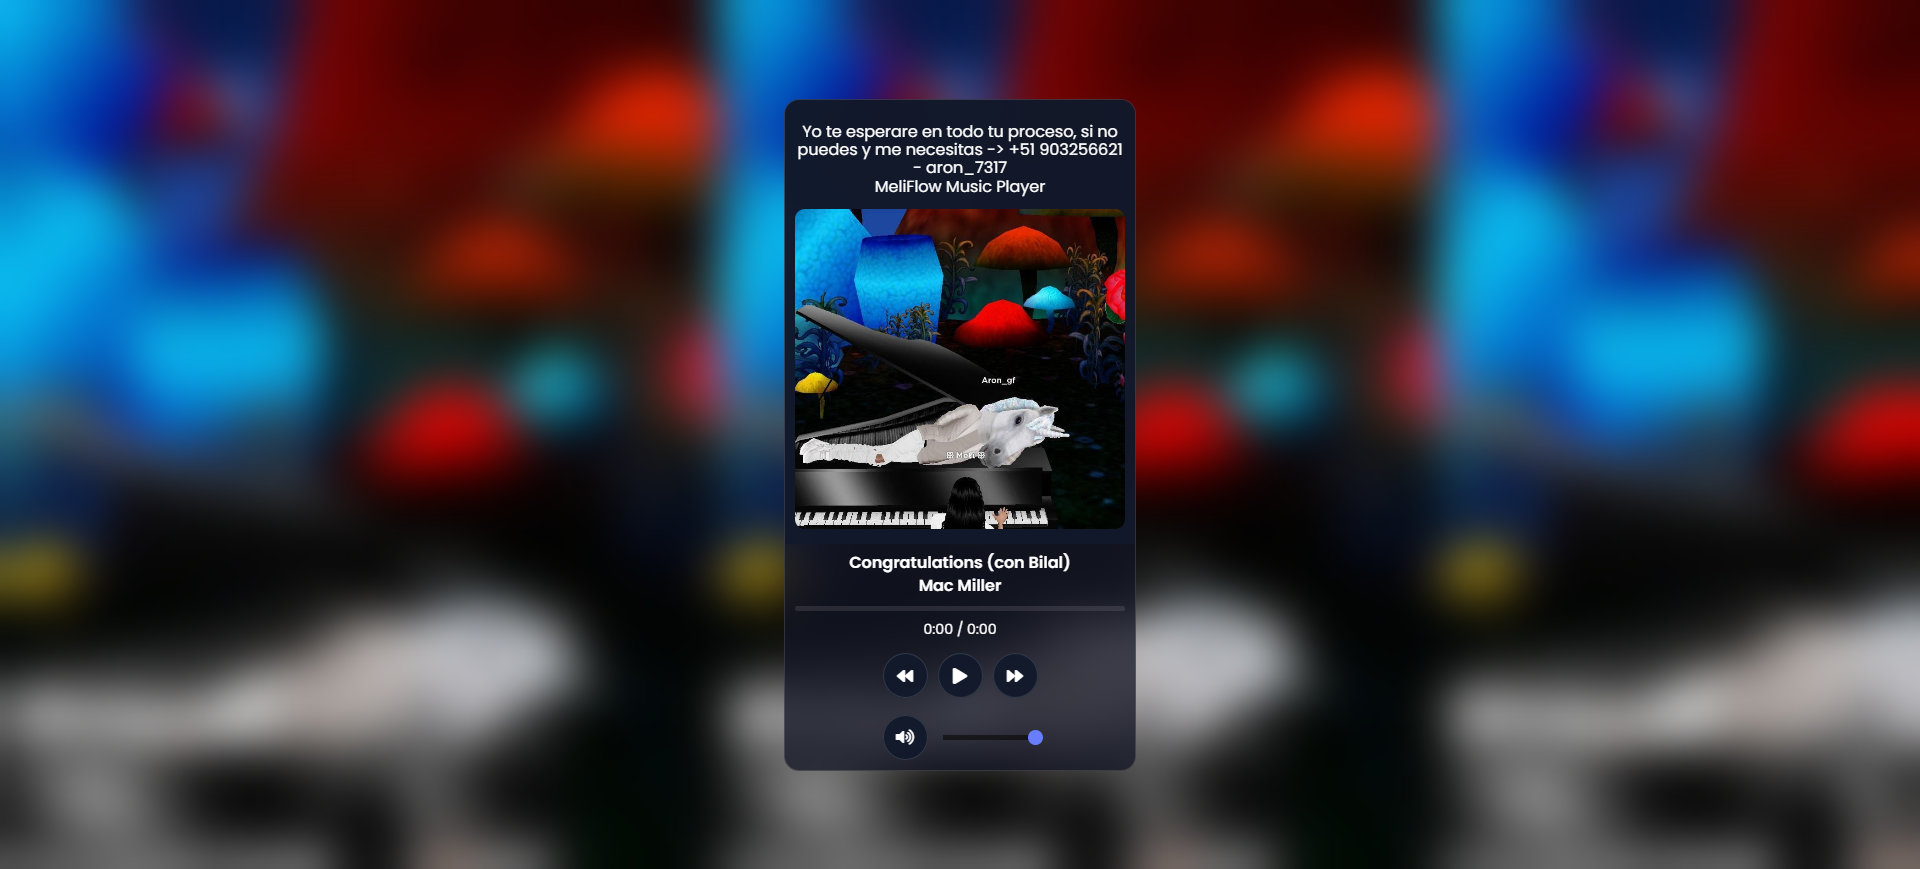 Yo te esperare en todo tu proceso, si no
puedes y me necesitas -> +51 903256621
- aron_7317
MeliFlow Music Player
Aron_gf
⌘ Meli ⌘
Congratulations (con Bilal)
Mac Miller
0:00 / 0:00